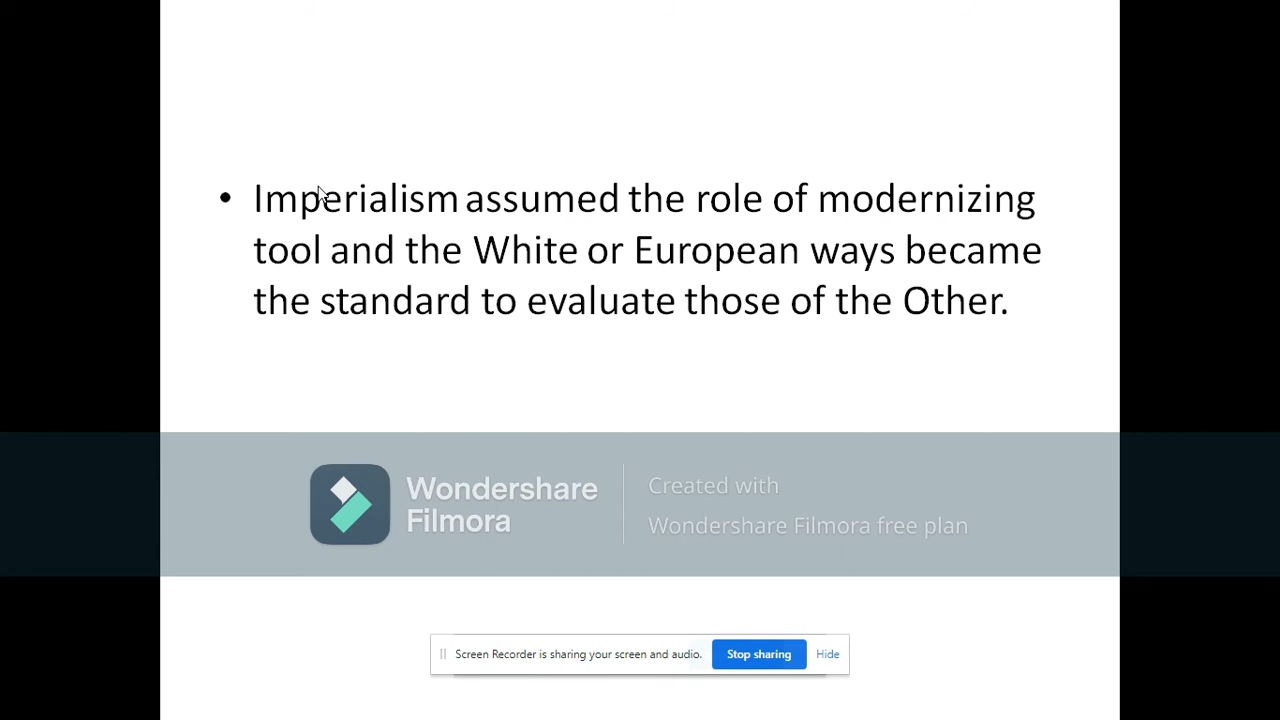 • Imperialism assumed the role of modernizing
tool and the White or European ways became
the standard to evaluate those of the Other.
Wondershare
Filmora
Created with
Wondershare Filmora free plan
Screen Recorder is sharing your screen and audio. Stop sharing Hide